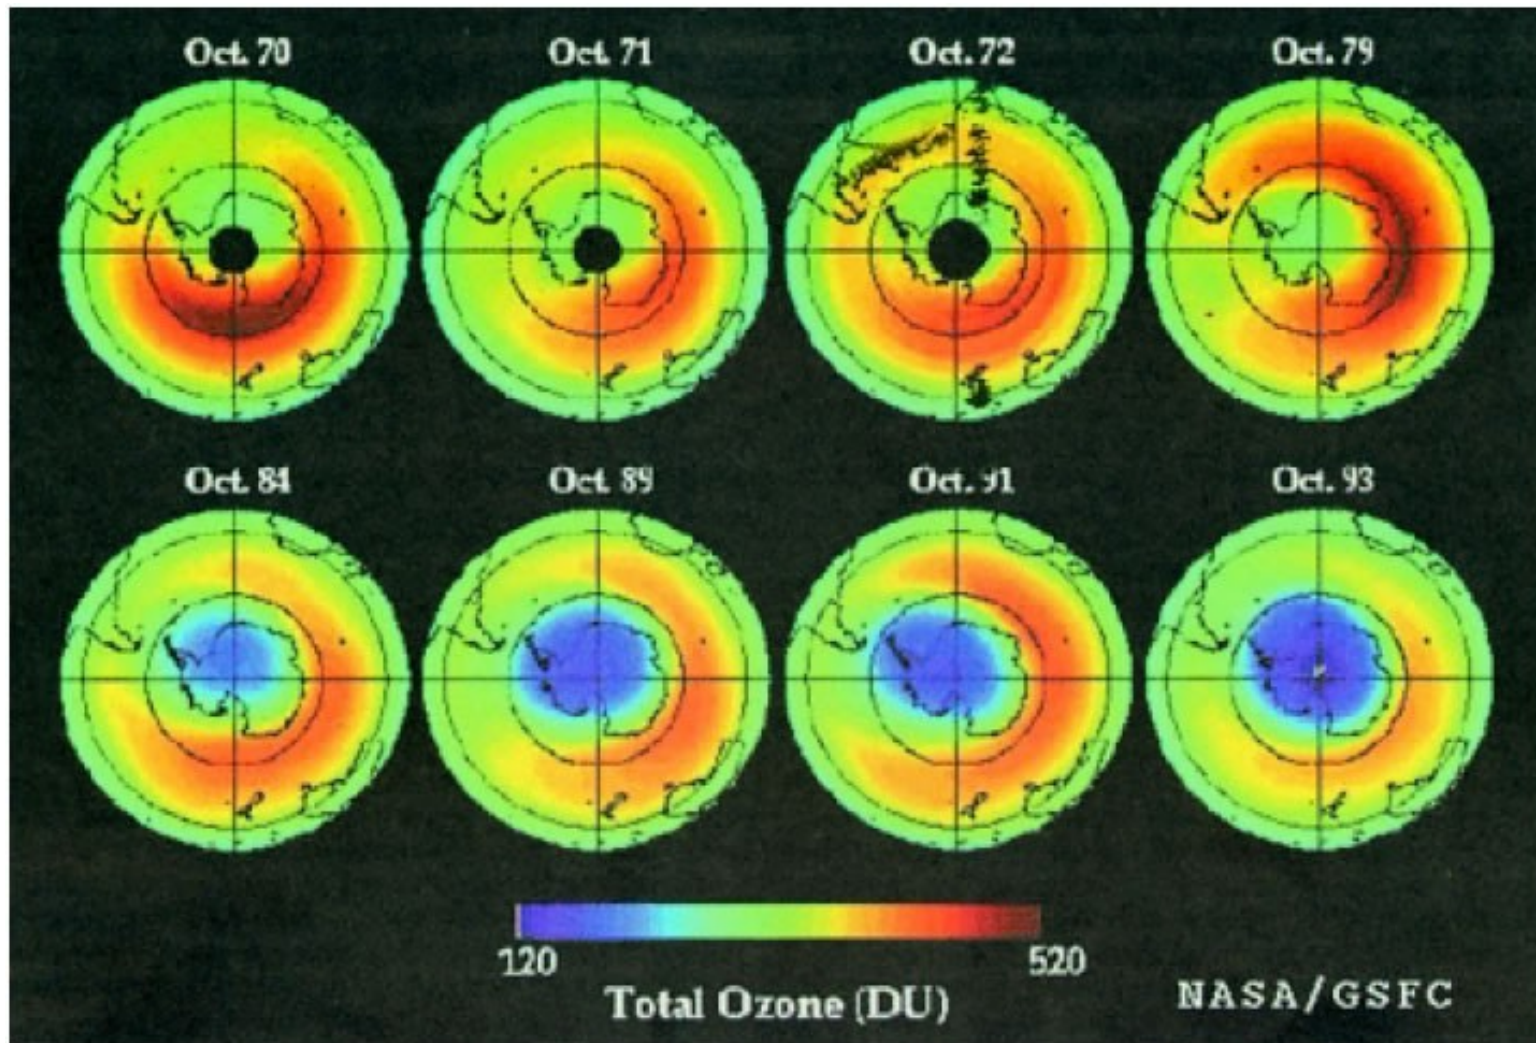 Oct. 70
Oct. 71
Oct. 72
Oct. 79
Oct. 84
Oct. 89
Oct. 91
Oct. 93
120
520
Total Ozone (DU)
NASA/GSFC